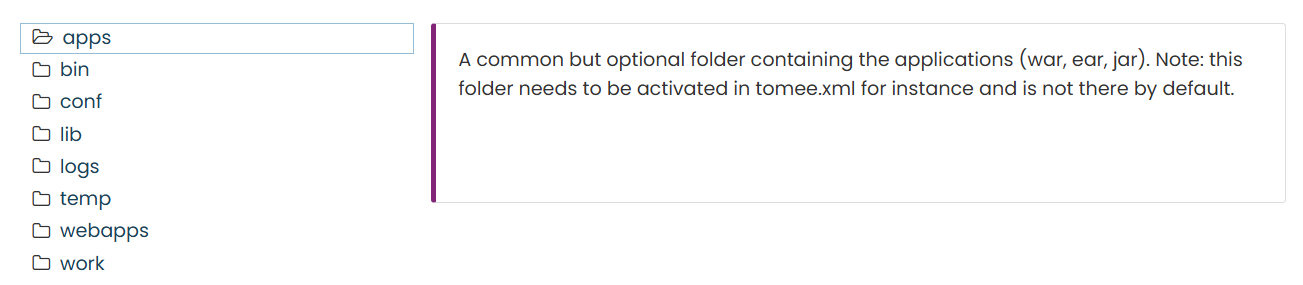 apps
bin
conf
lib
logs
temp
webapps
work
A common but optional folder containing the applications (war, ear, jar). Note: this
folder needs to be activated in tomee.xml for instance and is not there by default.